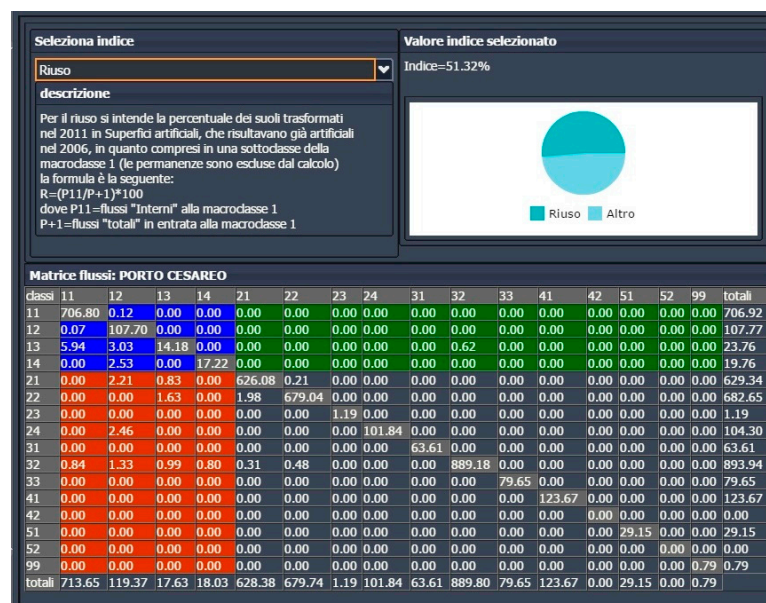 Seleziona indice
Riuso
descrizione
Per il riuso si intende la percentuale dei suoli trasformati
nel 2011 in Superfici artificiali, che risultavano già artificiali
nel 2006, in quanto compresi in una sottoclasse della
macroclasse 1 (le permanenze sono escluse dal calcolo)
la formula è la seguente:
R=(P11/P+1)*100
dove P11=flussi "Interni" alla macroclasse 1
P+1=flussi "totali" in entrata alla macroclasse 1
Valore indice selezionato
Indice=51.32%
Riuso Altro
Matrice flussi: PORTO CESAREO
classi 11 12 13 14 21 22 23 24 31 32 33 41 42 51 52 99 totali
11 706.80 0.12 0.00 0.00 0.00 0.00 0.00 0.00 0.00 0.00 0.00 0.00 0.00 0.00 0.00 0.00 706.92
12 0.07 107.70 0.00 0.00 0.00 0.00 0.00 0.00 0.00 0.00 0.00 0.00 0.00 0.00 0.00 0.00 107.77
13 5.94 3.03 14.18 0.00 0.00 0.00 0.00 0.00 0.00 0.62 0.00 0.00 0.00 0.00 0.00 0.00 23.76
14 0.00 2.53 0.00 17.22 0.00 0.00 0.00 0.00 0.00 0.00 0.00 0.00 0.00 0.00 0.00 0.00 19.76
21 0.00 2.21 0.83 0.00 626.08 0.21 0.00 0.00 0.00 0.00 0.00 0.00 0.00 0.00 0.00 0.00 629.34
22 0.00 0.00 1.63 0.00 1.98 679.04 0.00 0.00 0.00 0.00 0.00 0.00 0.00 0.00 0.00 0.00 682.65
23 0.00 0.00 0.00 0.00 0.00 0.00 1.19 0.00 0.00 0.00 0.00 0.00 0.00 0.00 0.00 0.00 1.19
24 0.00 2.46 0.00 0.00 0.00 0.00 0.00 101.84 0.00 0.00 0.00 0.00 0.00 0.00 0.00 0.00 104.30
31 0.00 0.00 0.00 0.00 0.00 0.00 0.00 0.00 63.61 0.00 0.00 0.00 0.00 0.00 0.00 0.00 63.61
32 0.84 1.33 0.99 0.80 0.31 0.48 0.00 0.00 0.00 889.18 0.00 0.00 0.00 0.00 0.00 0.00 893.94
33 0.00 0.00 0.00 0.00 0.00 0.00 0.00 0.00 0.00 0.00 79.65 0.00 0.00 0.00 0.00 0.00 79.65
41 0.00 0.00 0.00 0.00 0.00 0.00 0.00 0.00 0.00 0.00 0.00 123.67 0.00 0.00 0.00 0.00 123.67
42 0.00 0.00 0.00 0.00 0.00 0.00 0.00 0.00 0.00 0.00 0.00 0.00 0.00 0.00 0.00 0.00 0.00
51 0.00 0.00 0.00 0.00 0.00 0.00 0.00 0.00 0.00 0.00 0.00 0.00 0.00 29.15 0.00 0.00 29.15
52 0.00 0.00 0.00 0.00 0.00 0.00 0.00 0.00 0.00 0.00 0.00 0.00 0.00 0.00 0.00 0.00 0.00
99 0.00 0.00 0.00 0.00 0.00 0.00 0.00 0.00 0.00 0.00 0.00 0.00 0.00 0.00 0.00 0.79 0.79
totali 713.65 119.37 17.63 18.03 628.38 679.74 1.19 101.84 63.61 889.80 79.65 123.67 0.00 29.15 0.00 0.79